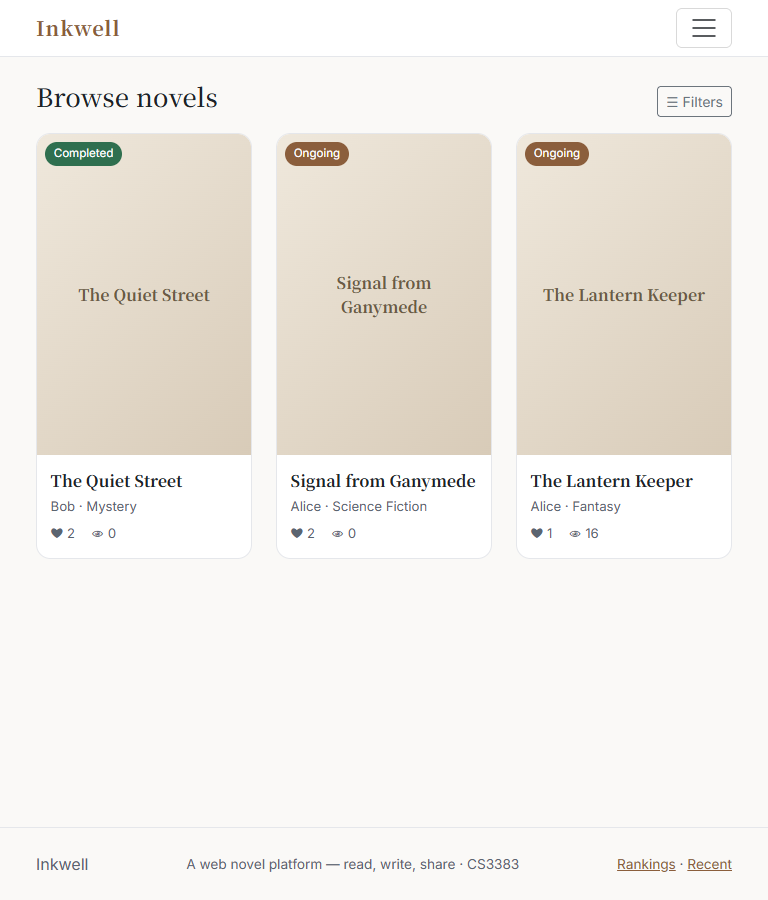 Inkwell
Browse novels
☰ Filters
Completed
The Quiet Street
The Quiet Street
Bob · Mystery
♥ 2 👁 0
Ongoing
Signal from
Ganymede
Signal from Ganymede
Alice · Science Fiction
♥ 2 👁 0
Ongoing
The Lantern Keeper
The Lantern Keeper
Alice · Fantasy
♥ 1 👁 16
Inkwell
A web novel platform — read, write, share · CS3383
Rankings · Recent